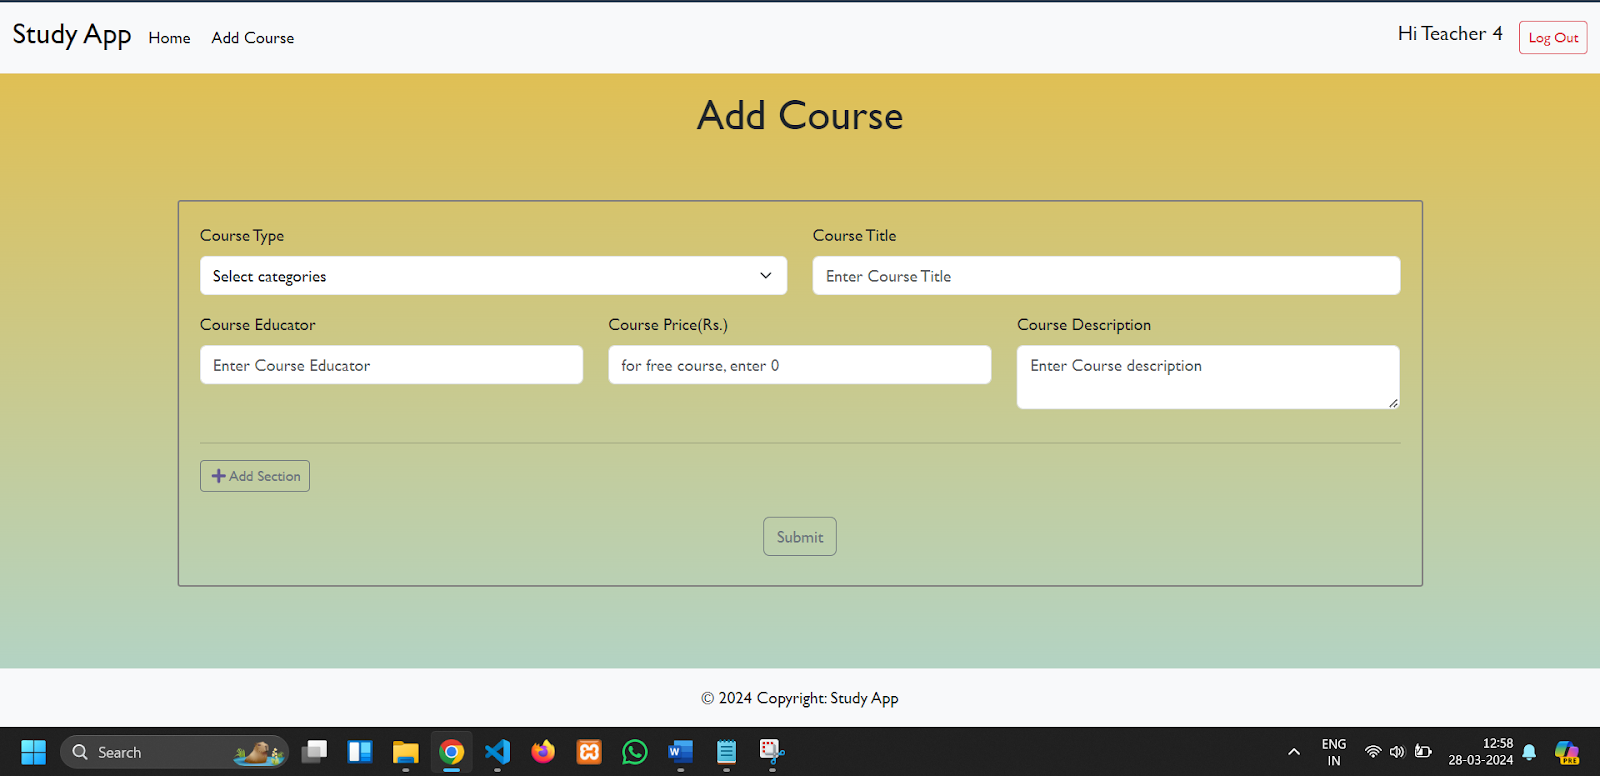 Study App Home Add Course Hi Teacher 4 Log Out
Add Course
Course Type Course Title
Select categories Enter Course Title
Course Educator Course Price(Rs.) Course Description
Enter Course Educator for free course, enter 0 Enter Course description
Add Section
Submit
© 2024 Copyright: Study App
Search
ENG
IN
12:58
28-03-2024
PRE